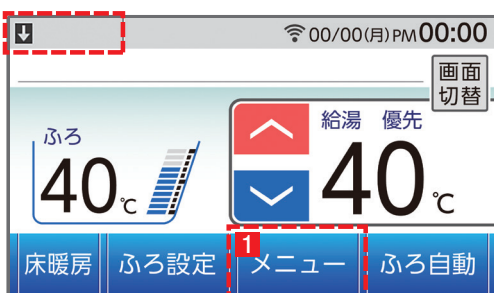 00/00(月)PM00:00
画面
切替
ふろ
40℃
給湯 優先
40℃
1
床暖房 ふろ設定 メニュー ふろ自動